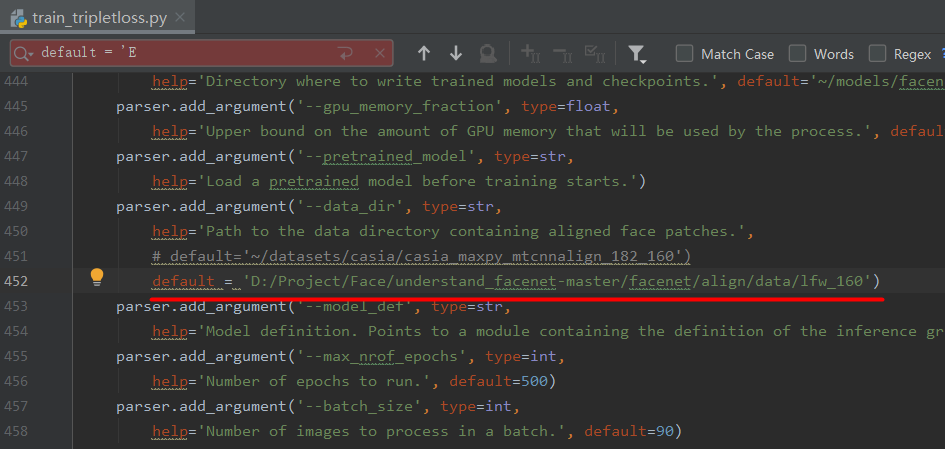 train_tripletloss.py
default = 'E
Match Case Words Regex ?
444 help='Directory where to write trained models and checkpoints.', default='~/models/facene
445 parser.add_argument('--gpu_memory_fraction', type=float,
446 help='Upper bound on the amount of GPU memory that will be used by the process.', defaul
447 parser.add_argument('--pretrained_model', type=str,
448 help='Load a pretrained model before training starts.')
449 parser.add_argument('--data_dir', type=str,
450 help='Path to the data directory containing aligned face patches.',
451 # default='~/datasets/casia/casia_maxpy_mtcnnalign_182_160')
452 default = 'D:/Project/Face/understand_facenet-master/facenet/align/data/lfw_160')
453 parser.add_argument('--model_def', type=str,
454 help='Model definition. Points to a module containing the definition of the inference gr
455 parser.add_argument('--max_nrof_epochs', type=int,
456 help='Number of epochs to run.', default=500)
457 parser.add_argument('--batch_size', type=int,
458 help='Number of images to process in a batch.', default=90)